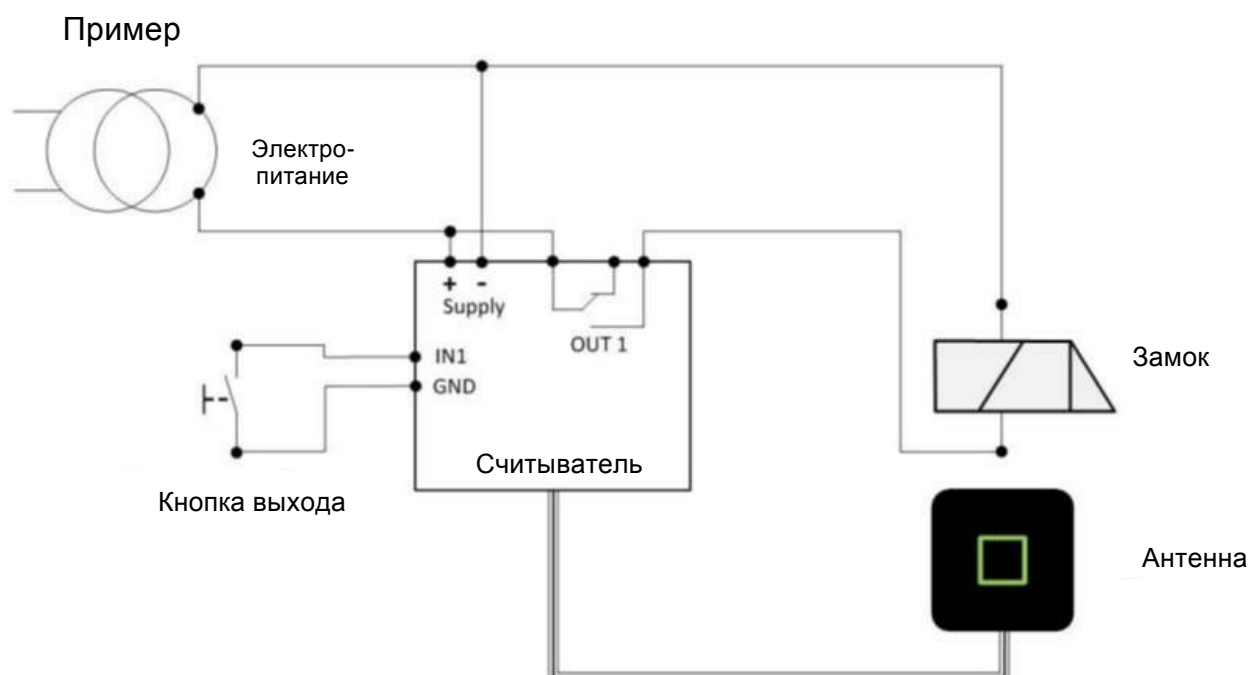 Пример
Электро-
питание
+ -
Supply
OUT 1
IN1
GND
Замок
Считыватель
Кнопка выхода
Антенна